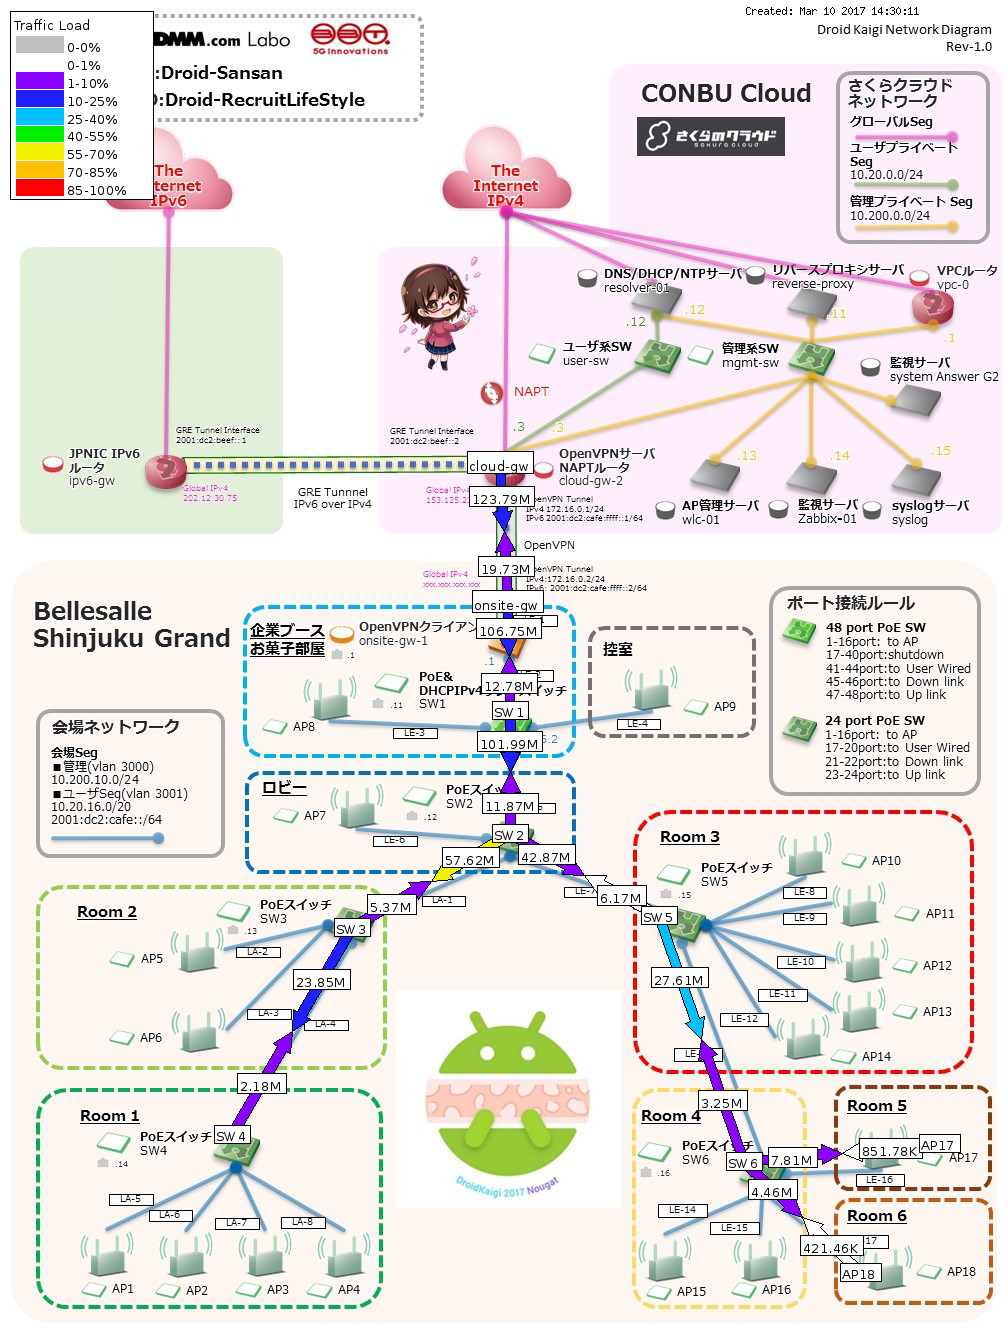 Created: Mar 10 2017 14:30:11
Droid Kaigi Network Diagram
Rev-1.0
Traffic Load
0-0%
0-1%
1-10%
10-25%
25-40%
40-55%
55-70%
70-85%
85-100%
DMM.com Labo
5G Innovations
:Droid-Sansan
:Droid-RecruitLifeStyle
The
Internet
IPv6
The
Internet
IPv4
CONBU Cloud
さくらのクラウド
SAKURA CLOUD
さくらクラウド
ネットワーク
グローバルSeg
ユーザプライベート
Seg
10.20.0.0/24
管理プライベート Seg
10.200.0.0/24
DNS/DHCP/NTPサーバ
resolver-01
リバースプロキシサーバ
reverse-proxy
VPCルータ
vpc-0
.12
.12
.11
.1
ユーザ系SW
user-sw
管理系SW
mgmt-sw
監視サーバ
system Answer G2
NAPT
.3
.3
.13
.14
.15
AP管理サーバ
wlc-01
監視サーバ
Zabbix-01
syslogサーバ
syslog
GRE Tunnel Interface
2001:dc2:beef::1
GRE Tunnel Interface
2001:dc2:beef::2
JPNIC IPv6
ルータ
ipv6-gw
Global IPv4
202.12.30.75
GRE Tunnnel
IPv6 over IPv4
cloud-gw
OpenVPNサーバ
NAPTルータ
cloud-gw-2
Global IPv4
153.125.2
123.79M
OpenVPN Tunnel
IPv4 172.16.0.1/24
IPv6 2001:dc2:cafe:ffff::1/64
OpenVPN
19.73M
Global IPv4
xxx.xxx.xxx.xxx
OpenVPN Tunnel
IPv4:172.16.0.2/24
IPv6: 2001:dc2:cafe:ffff::2/64
Bellesalle
Shinjuku Grand
onsite-gw
106.75M
企業ブース
お菓子部屋
OpenVPNクライアン
onsite-gw-1
.1
.1
12.78M
PoE&
DHCPIPv4
スイッチ
SW1
.11
SW1
AP8
LE-3
101.99M
控室
AP9
LE-4
ポート接続ルール
48 port PoE SW
1-16port: to AP
17-40port:shutdown
41-44port:to User Wired
45-46port:to Down link
47-48port:to Up link
24 port PoE SW
1-16port: to AP
17-20port:to User Wired
21-22port:to Down link
23-24port:to Up link
会場ネットワーク
会場Seg
■管理(vlan 3000)
10.200.10.0/24
■ユーザSeq(vlan 3001)
10.20.16.0/20
2001:dc2:cafe::/64
ロビー
PoEスイッ
SW2
.12
AP7
LE-6
11.87M
SW2
57.62M
42.87M
LA-1
5.37M
6.17M
Room 2
PoEスイッチ
SW3
.13
SW3
AP5
LA-2
23.85M
AP6
LA-3
LA-4
2.18M
Room 1
PoEスイッチ
SW4
.14
SW4
LA-5
LA-6
LA-7
LA-8
AP1
AP2
AP3
AP4
DroidKaigi 2017 Nougat
Room 3
PoEスイッチ
SW5
.15
SW5
AP10
LE-8
AP11
LE-9
AP12
LE-10
AP13
LE-11
AP14
LE-12
27.61M
3.25M
Room 4
PoEスイッチ
SW6
.16
SW6
7.81M
4.46M
LE-14
LE-15
AP15
AP16
Room 5
851.78K
AP17
AP17
LE-16
Room 6
421.46K
17
AP18
AP18